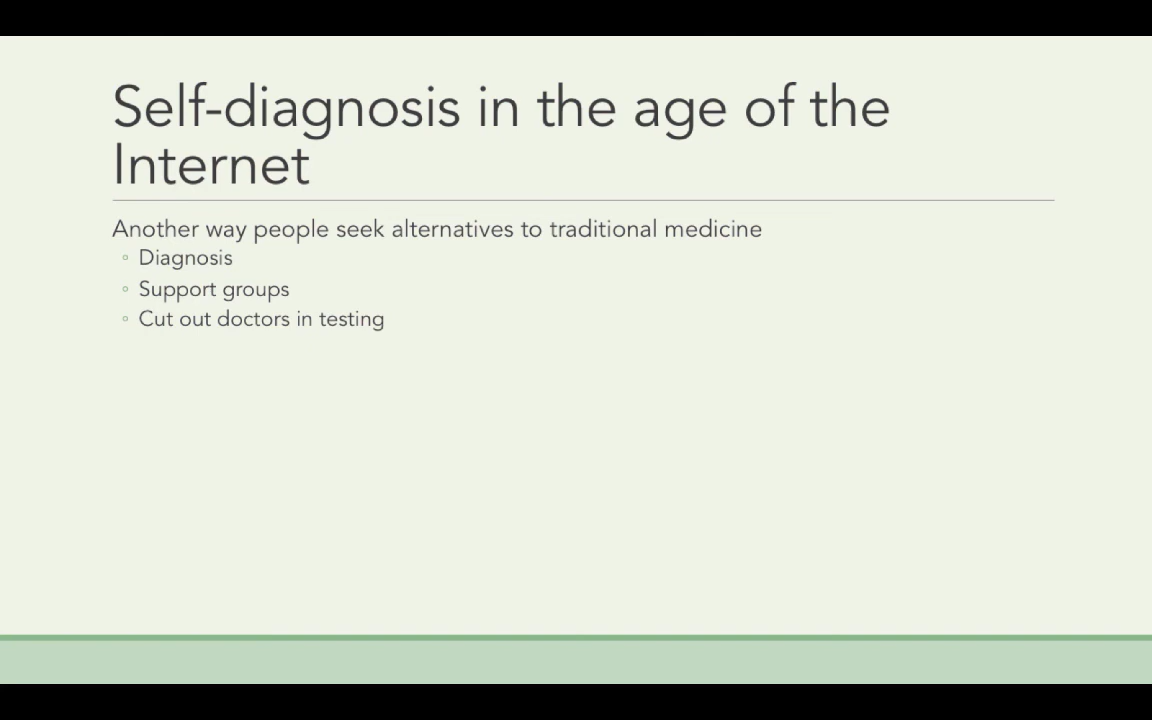 Self-diagnosis in the age of the
Internet
Another way people seek alternatives to traditional medicine
◦ Diagnosis
◦ Support groups
◦ Cut out doctors in testing